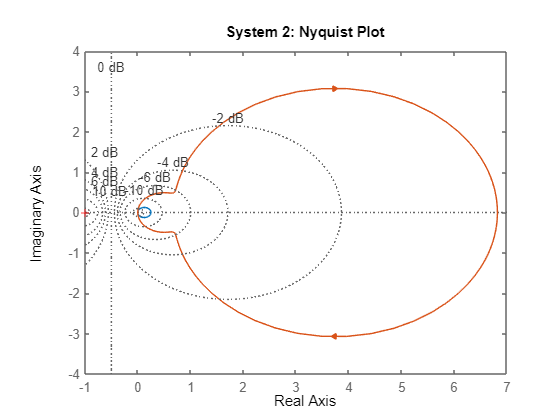 System 2: Nyquist Plot
4
3
2
1
0
-1
-2
-3
-4
Imaginary Axis
0 dB
-2 dB
2 dB
-4 dB
4 dB
-6 dB
6 dB
10 dB
-10 dB
-1 0 1 2 3 4 5 6 7
Real Axis